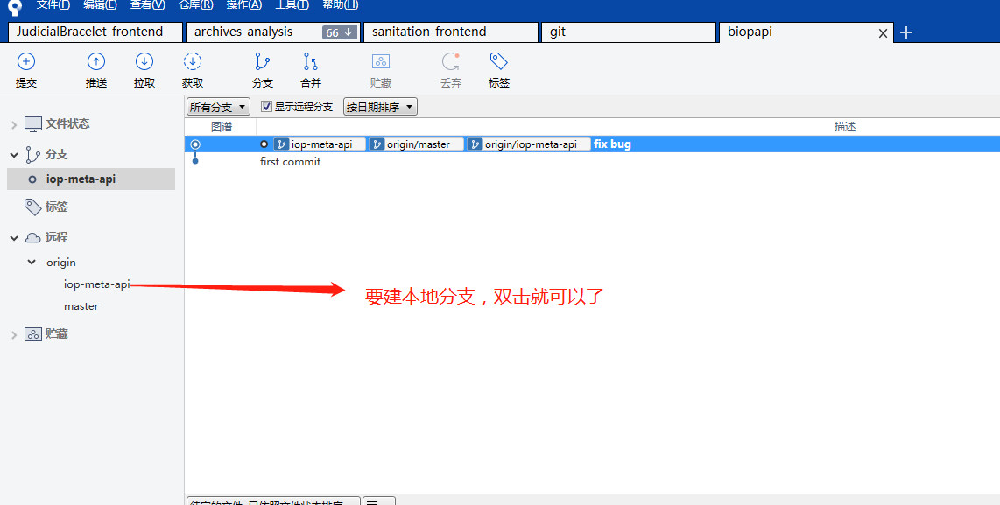 文件(F) 编辑(E) 查看(V) 仓库(R) 操作(A) 工具(T) 帮助(H)
JudicialBracelet-frontend archives-analysis 66 ↓ sanitation-frontend git biopapi
提交 推送 拉取 获取 分支 合并 贮藏 丢弃 标签
所有分支 显示远程分支 按日期排序
图谱 描述
文件状态
iop-meta-api origin/master origin/iop-meta-api fix bug
分支
first commit
iop-meta-api
标签
远程
origin
iop-meta-api
要建本地分支，双击就可以了
master
贮藏